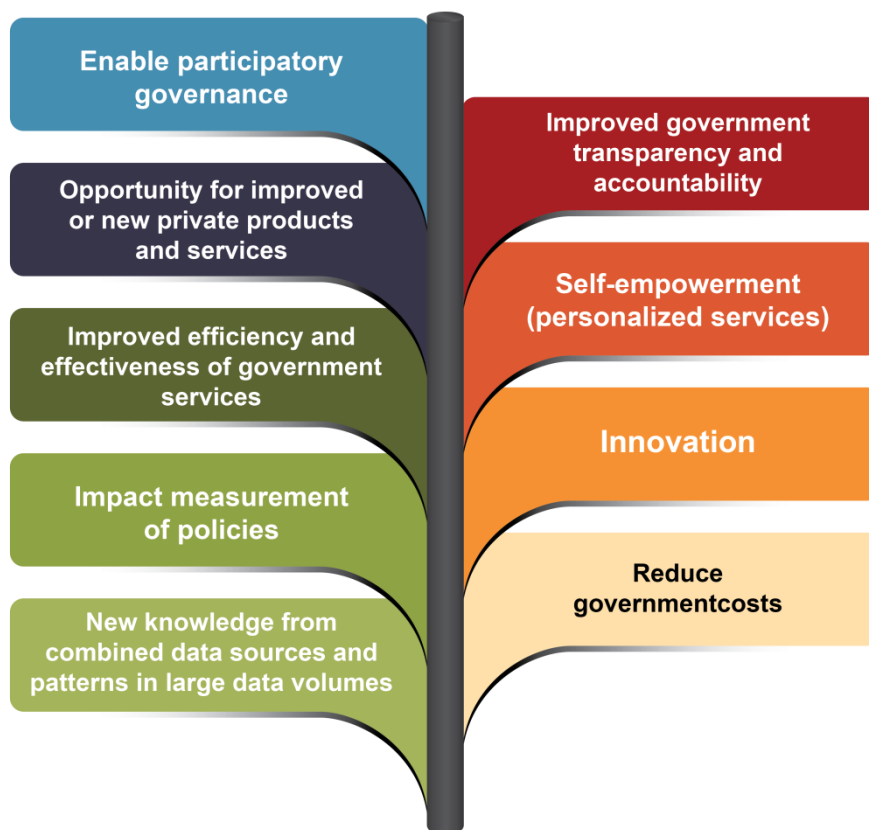 Enable participatory
governance
Opportunity for improved
or new private products
and services
Improved efficiency and
effectiveness of government
services
Impact measurement
of policies
New knowledge from
combined data sources and
patterns in large data volumes
Improved government
transparency and
accountability
Self-empowerment
(personalized services)
Innovation
Reduce
governmentcosts